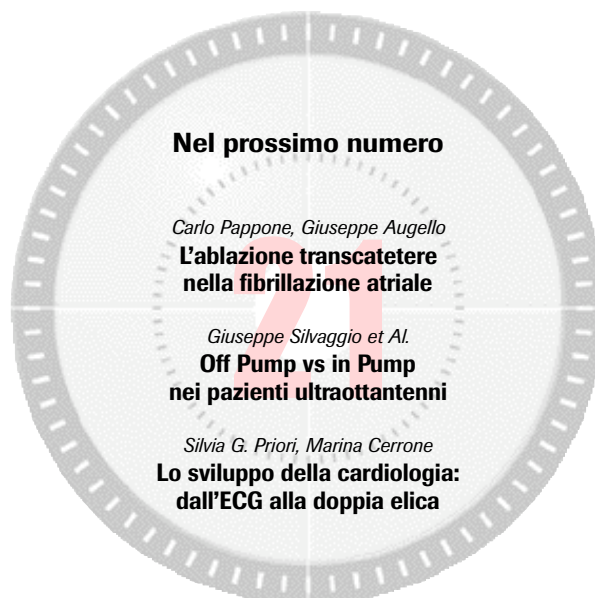 Nel prossimo numero
21
Carlo Pappone, Giuseppe Augello
L’ablazione transcatetere
nella fibrillazione atriale
Giuseppe Silvaggio et Al.
Off Pump vs in Pump
nei pazienti ultraottantenni
Silvia G. Priori, Marina Cerrone
Lo sviluppo della cardiologia:
dall’ECG alla doppia elica